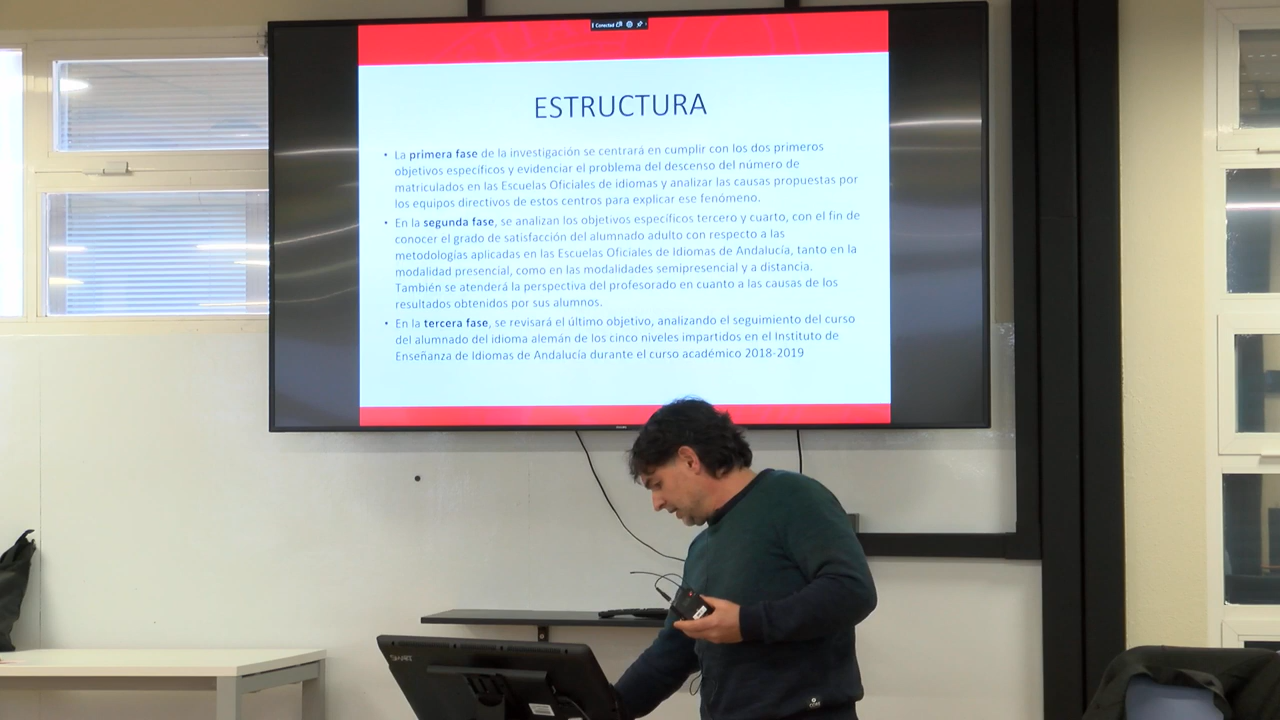 Conectad
ESTRUCTURA
• La primera fase de la investigación se centrará en cumplir con los dos primeros
objetivos específicos y evidenciar el problema del descenso del número de
matriculados en las Escuelas Oficiales de idiomas y analizar las causas propuestas por
los equipos directivos de estos centros para explicar ese fenómeno.
• En la segunda fase, se analizan los objetivos específicos tercero y cuarto, con el fin de
conocer el grado de satisfacción del alumnado adulto con respecto a las
metodologías aplicadas en las Escuelas Oficiales de Idiomas de Andalucía, tanto en la
modalidad presencial, como en las modalidades semipresencial y a distancia.
También se atenderá la perspectiva del profesorado en cuanto a las causas de los
resultados obtenidos por sus alumnos.
• En la tercera fase, se revisará el último objetivo, analizando el seguimiento del curso
del alumnado del idioma alemán de los cinco niveles impartidos en el Instituto de
Enseñanza de Idiomas de Andalucía durante el curso académico 2018-2019
SMART